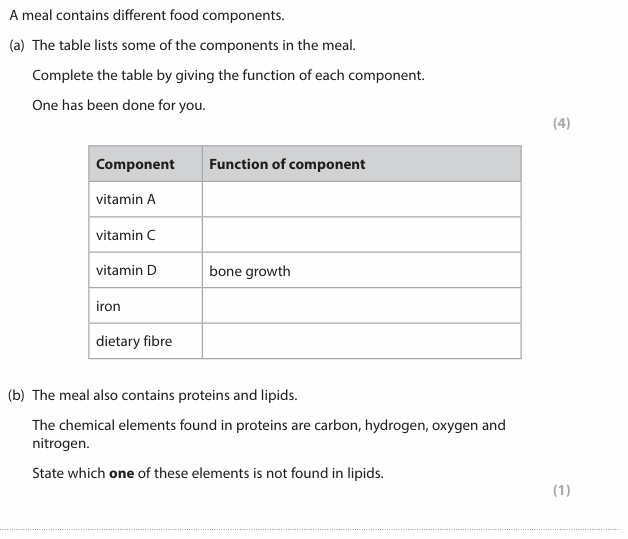 A meal contains different food components.
(a) The table lists some of the components in the meal.
Complete the table by giving the function of each component.
One has been done for you.
(4)
Component Function of component
vitamin A
vitamin C
vitamin D bone growth
iron
dietary fibre
(b) The meal also contains proteins and lipids.
The chemical elements found in proteins are carbon, hydrogen, oxygen and
nitrogen.
State which one of these elements is not found in lipids.
(1)